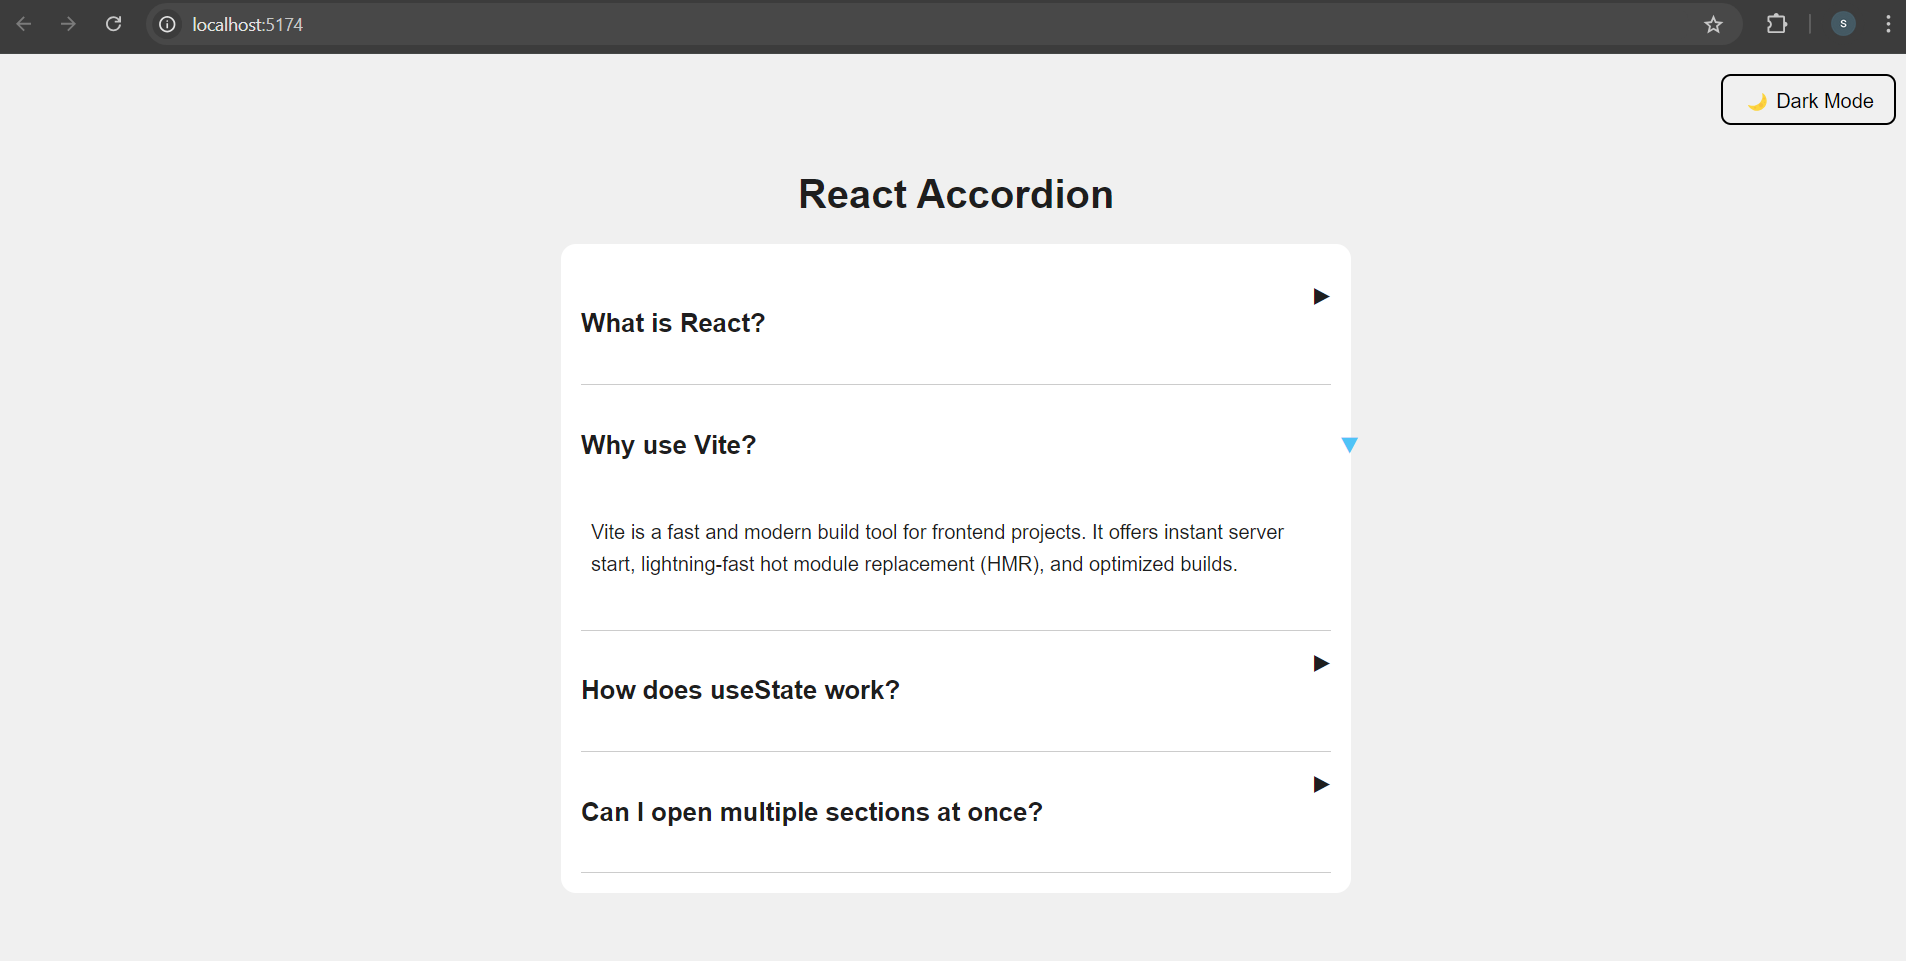 localhost:5174
S
🌙 Dark Mode
React Accordion
What is React? ▶
Why use Vite? ▼
Vite is a fast and modern build tool for frontend projects. It offers instant server
start, lightning-fast hot module replacement (HMR), and optimized builds.
How does useState work? ▶
Can I open multiple sections at once? ▶